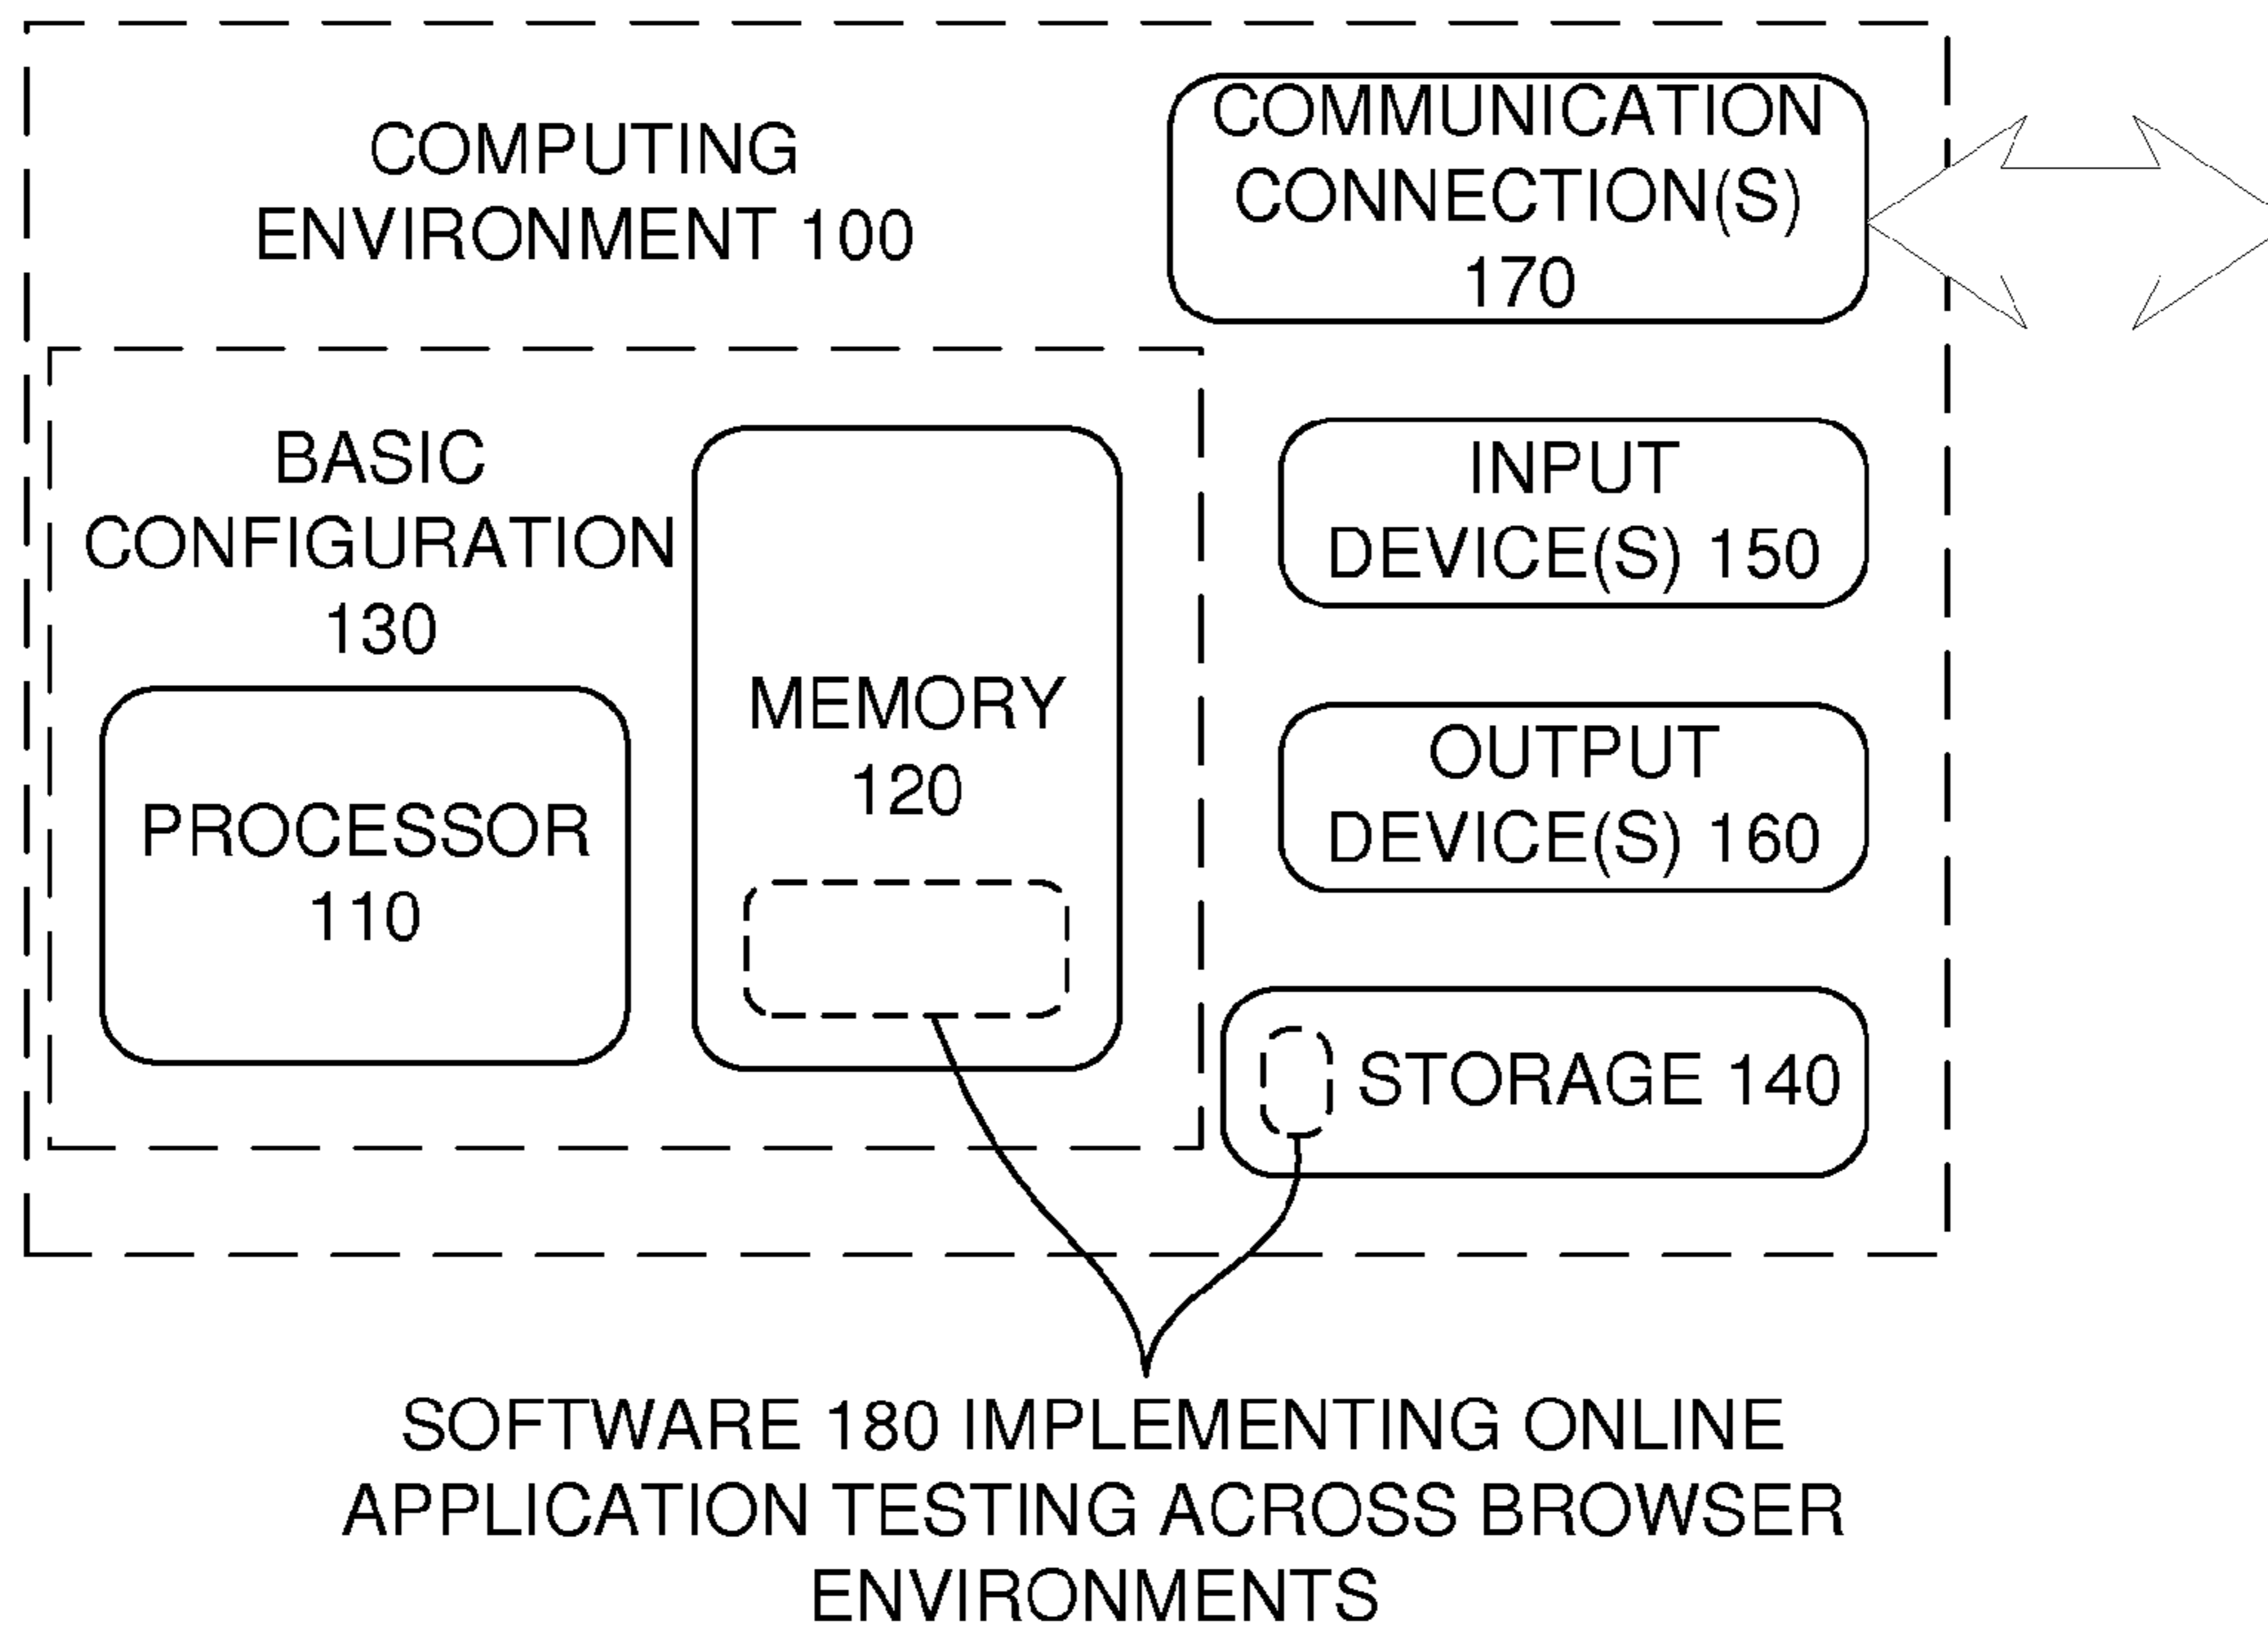 COMPUTING
ENVIRONMENT 100
COMMUNICATION
CONNECTION(S)
170
BASIC
CONFIGURATION
130
PROCESSOR
110
MEMORY
120
INPUT
DEVICE(S) 150
OUTPUT
DEVICE(S) 160
STORAGE 140
SOFTWARE 180 IMPLEMENTING ONLINE
APPLICATION TESTING ACROSS BROWSER
ENVIRONMENTS